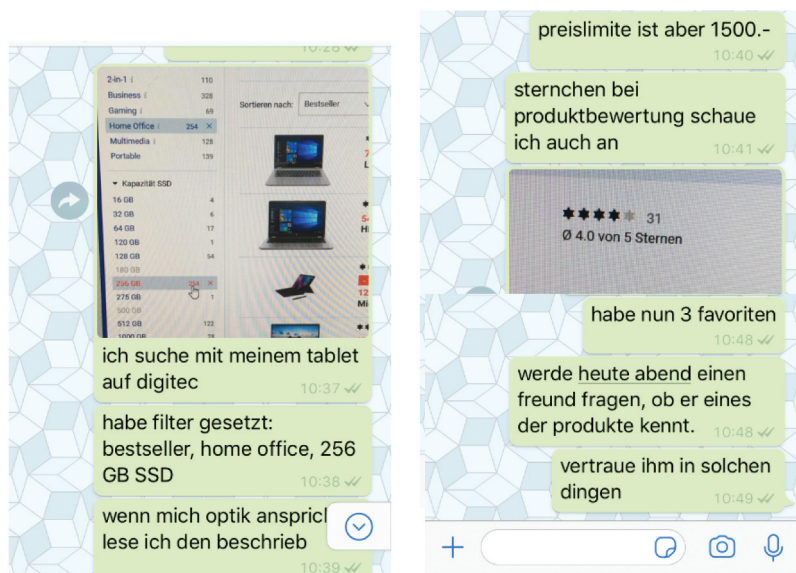 10:28
2-in-1 i 110
Business i 328
Gaming i 69
Home Office i 254 ×
Multimedia i 128
Portable 139
Kapazität SSD
16 GB 4
32 GB 6
64 GB 17
120 GB 1
128 GB 54
180 GB
256 GB 254 ×
275 GB 1
500 GB
512 GB 122
Sortieren nach: Bestseller
ich suche mit meinem tablet
auf digitec
10:37
habe filter gesetzt:
bestseller, home office, 256
GB SSD
10:38
wenn mich optik ansprich
lese ich den beschrieb
10:39
preislimite ist aber 1500.-
10:40
sternchen bei
produktbewertung schaue
ich auch an
10:41
31
Ø 4.0 von 5 Sternen
habe nun 3 favoriten
10:48
werde heute abend einen
freund fragen, ob er eines
der produkte kennt.
10:48
vertraue ihm in solchen
dingen
10:49